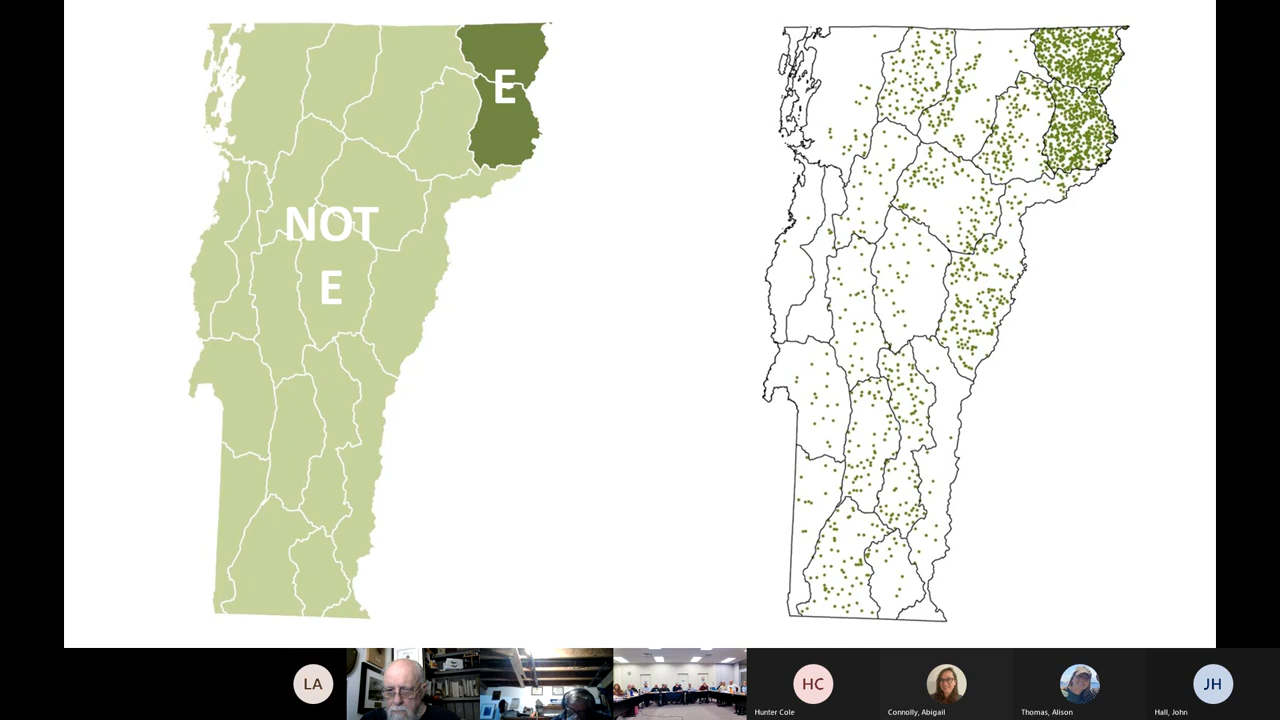 E
NOT
E
LA
HC
JH
Hunter Cole
Connolly, Abigail
Thomas, Alison
Hall, John